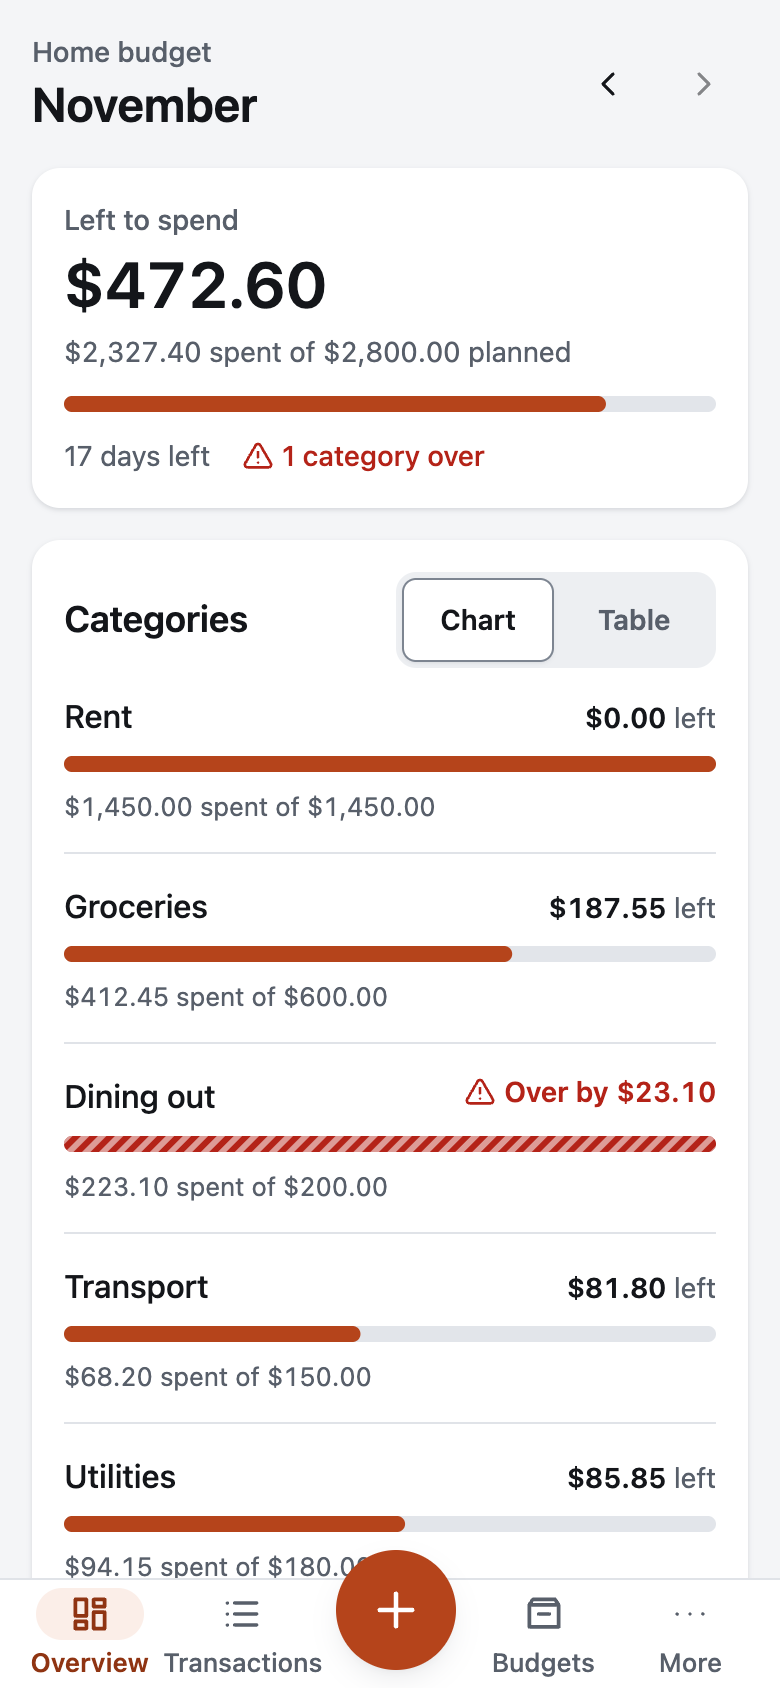 Home budget
November
Left to spend
$472.60
$2,327.40 spent of $2,800.00 planned
17 days left
1 category over
Categories
Chart
Table
Rent
$0.00 left
$1,450.00 spent of $1,450.00
Groceries
$187.55 left
$412.45 spent of $600.00
Dining out
Over by $23.10
$223.10 spent of $200.00
Transport
$81.80 left
$68.20 spent of $150.00
Utilities
$85.85 left
$94.15 spent of $180.00
Overview
Transactions
Budgets
More